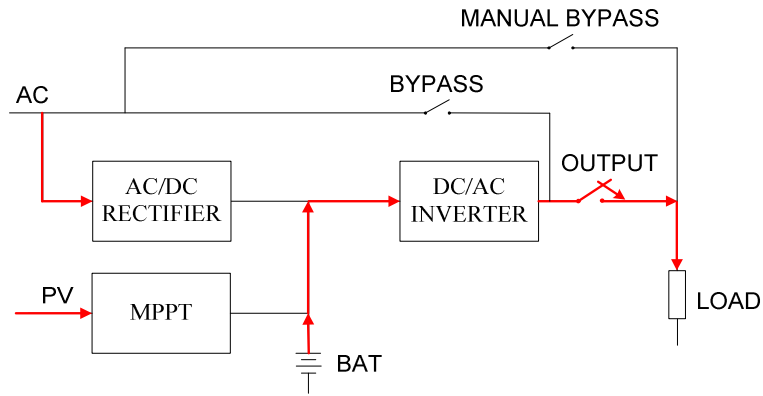 MANUAL BYPASS
AC
BYPASS
OUTPUT
AC/DC
RECTIFIER
DC/AC
INVERTER
PV
MPPT
LOAD
BAT